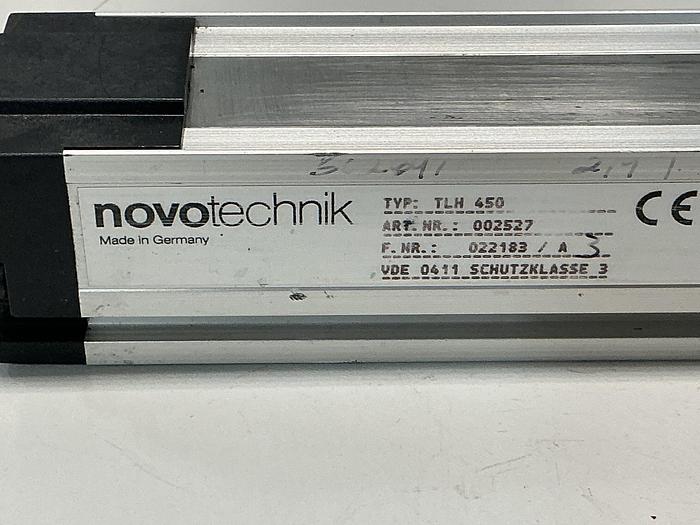 novotechnik
Made in Germany
TYP: TLH 450
ART.NR.: 002527
F.NR.: 022183 / A 3
VDE 0411 SCHUTZKLASSE 3
CE